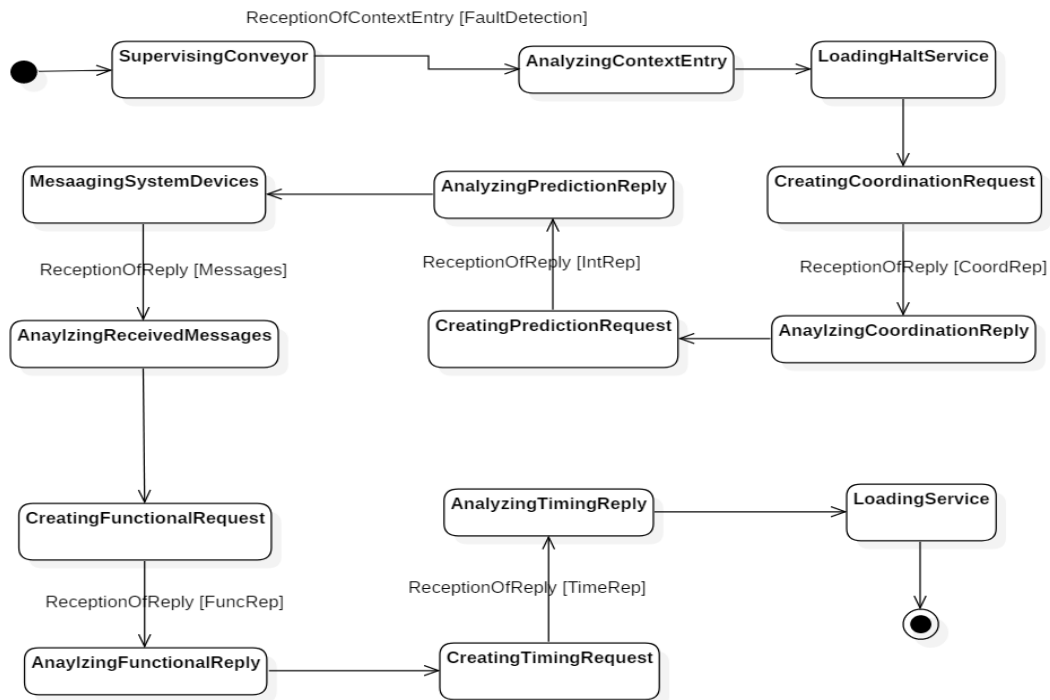 ReceptionOfContextEntry [FaultDetection]
SupervisingConveyor
AnalyzingContextEntry
LoadingHaltService
MesaagingSystemDevices
AnalyzingPredictionReply
CreatingCoordinationRequest
ReceptionOfReply [Messages]
ReceptionOfReply [IntRep]
ReceptionOfReply [CoordRep]
AnaylzingReceivedMessages
CreatingPredictionRequest
AnaylzingCoordinationReply
CreatingFunctionalRequest
AnalyzingTimingReply
LoadingService
ReceptionOfReply [FuncRep]
ReceptionOfReply [TimeRep]
AnaylzingFunctionalReply
CreatingTimingRequest